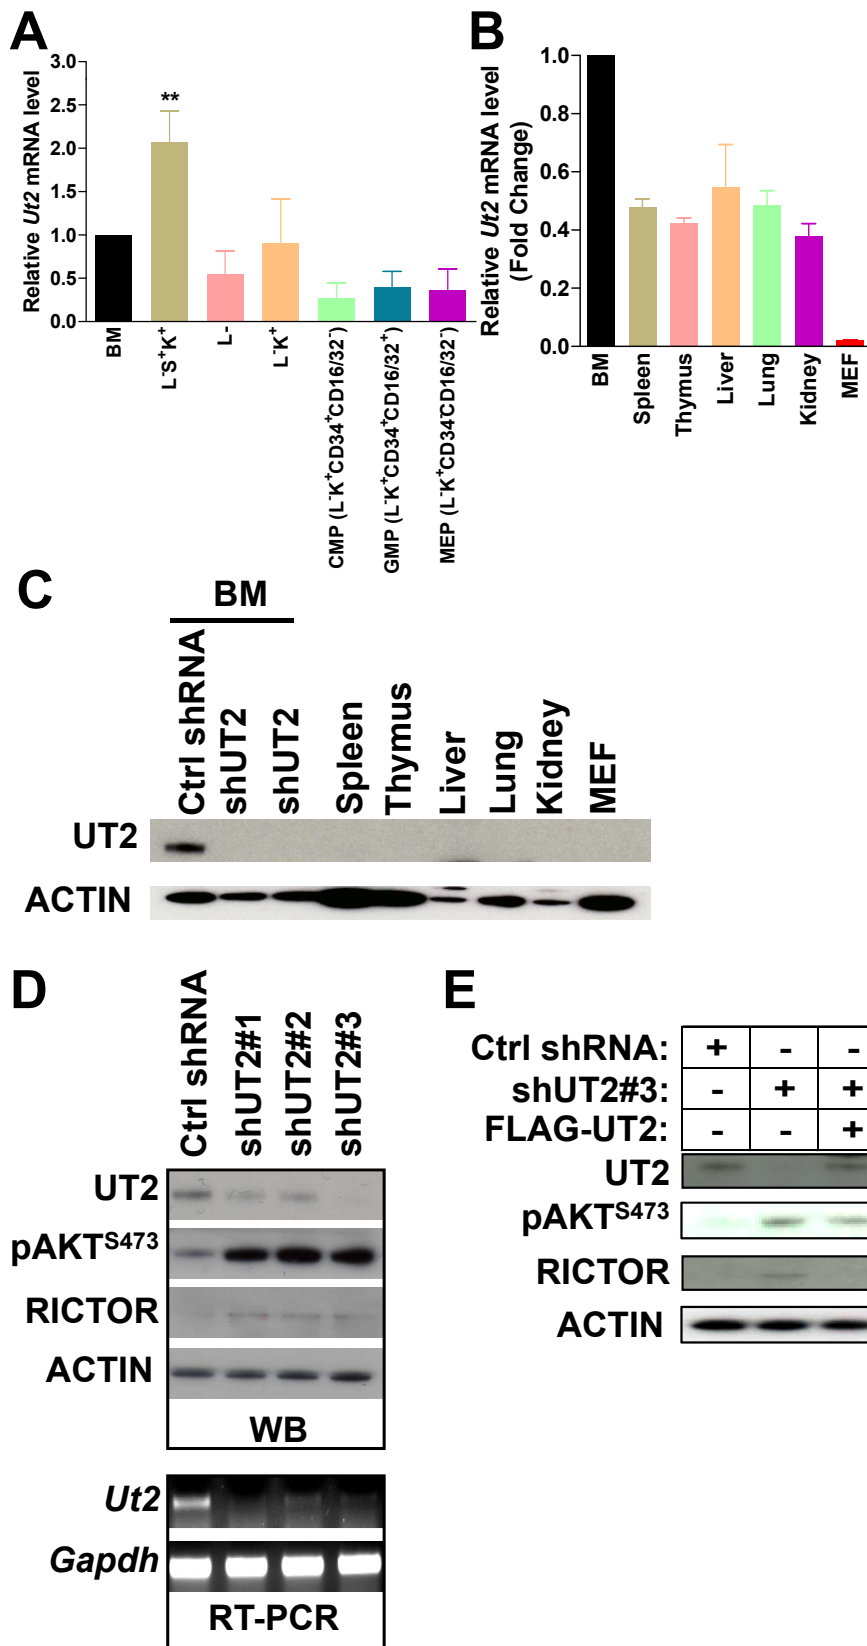 A
Relative Ut2 mRNA level
3.0
2.5
2.0
1.5
1.0
0.5
0.0
**
BM
L-S+K+
L-
L-K+
CMP (L-K+CD34+CD16/32-)
GMP (L-K+CD34+CD16/32+)
MEP (L-K+CD34-CD16/32-)
B
Relative Ut2 mRNA level
(Fold Change)
1.0
0.8
0.6
0.4
0.2
0.0
BM
Spleen
Thymus
Liver
Lung
Kidney
MEF
C
BM
Ctrl shRNA
shUT2
shUT2
Spleen
Thymus
Liver
Lung
Kidney
MEF
UT2
ACTIN
D
Ctrl shRNA
shUT2#1
shUT2#2
shUT2#3
UT2
pAKTS473
RICTOR
ACTIN
WB
Ut2
Gapdh
RT-PCR
E
Ctrl shRNA: + - -
shUT2#3: - + +
FLAG-UT2: - - +
UT2
pAKTS473
RICTOR
ACTIN